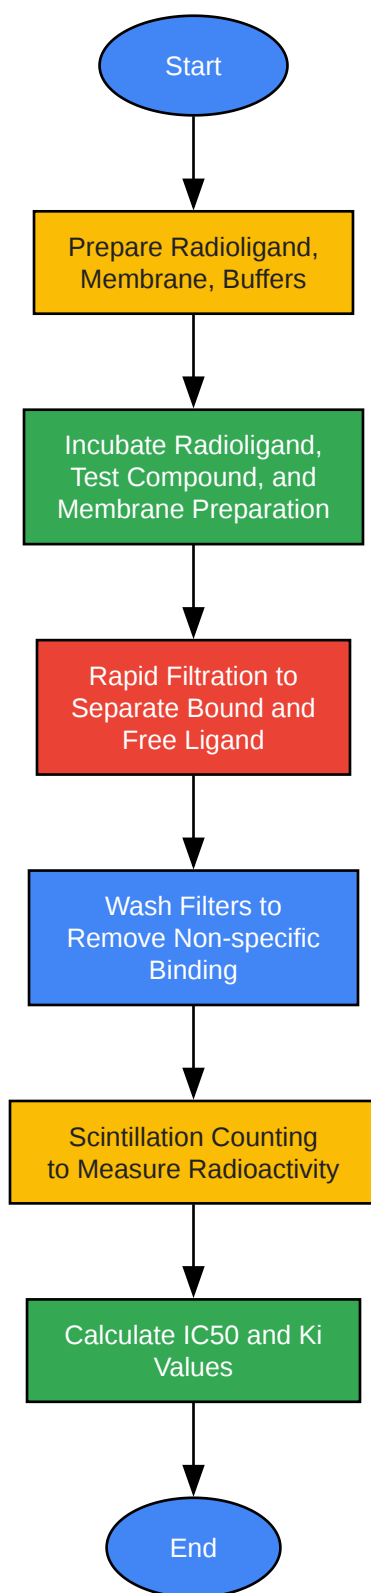 Start
Prepare Radioligand,
Membrane, Buffers
Incubate Radioligand,
Test Compound, and
Membrane Preparation
Rapid Filtration to
Separate Bound and
Free Ligand
Wash Filters to
Remove Non-specific
Binding
Scintillation Counting
to Measure Radioactivity
Calculate IC50 and Ki
Values
End